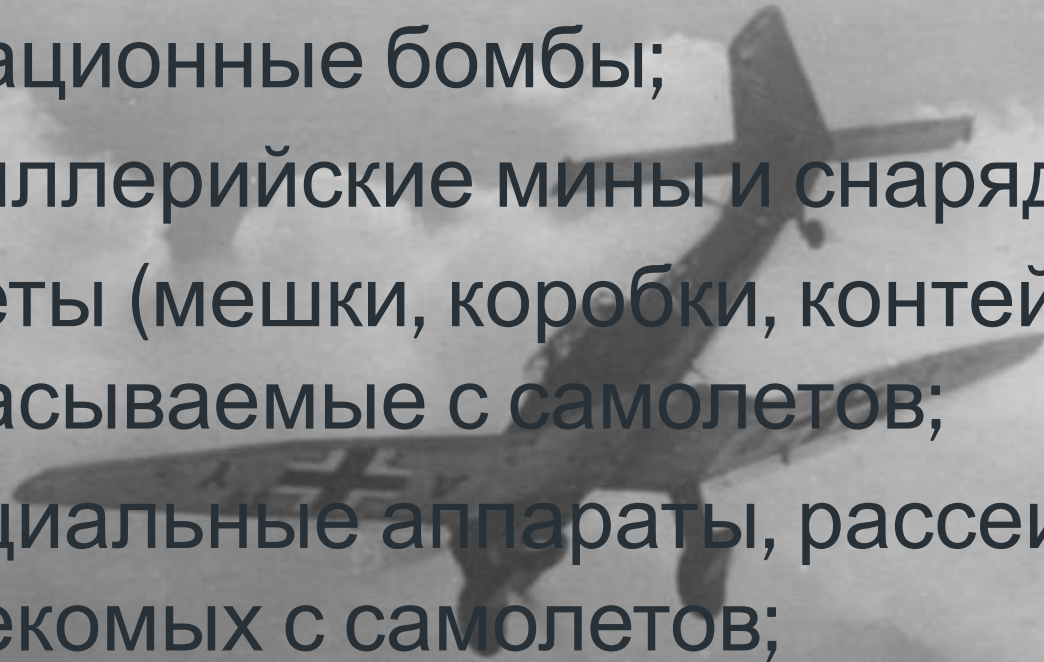 ационные бомбы;
иллерийские мины и снаряд
еты (мешки, коробки, контей
асываемые с самолетов;
циальные аппараты, рассеи
екомых с самолетов;